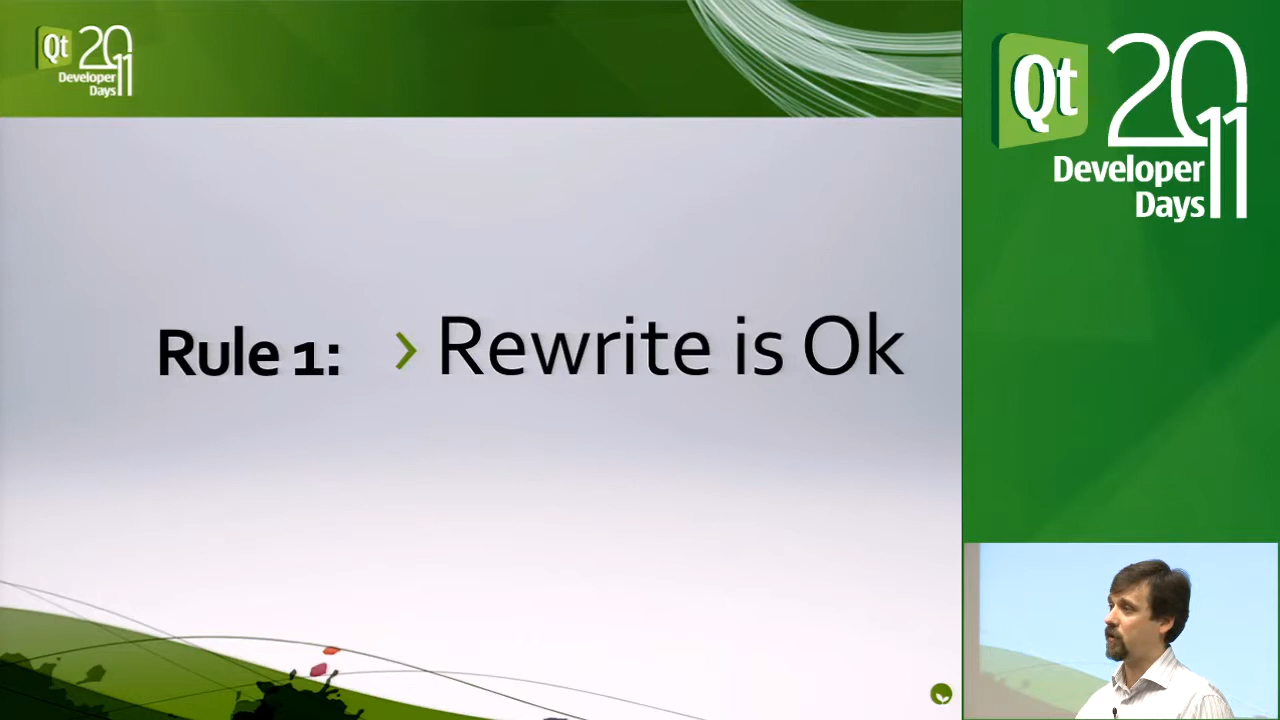 Qt 2011
Developer
Days
Rule 1: › Rewrite is Ok
Qt 2011
Developer
Days